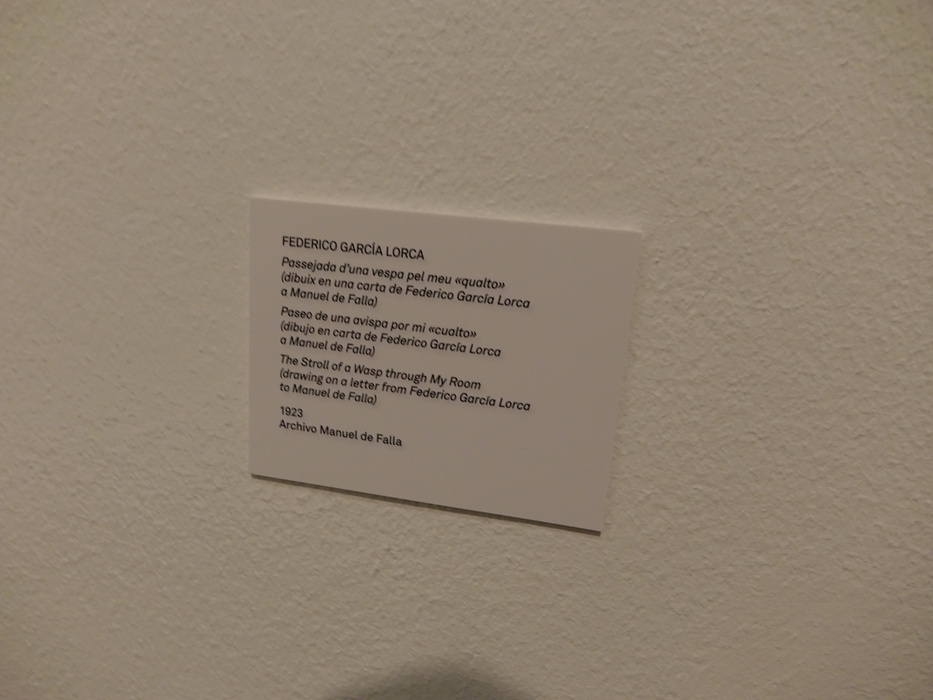 FEDERICO GARCÍA LORCA
Passejada d'una vespa pel meu «qualto»
(dibuix en una carta de Federico García Lorca
a Manuel de Falla)
Paseo de una avispa por mi «cualto»
(dibujo en carta de Federico García Lorca
a Manuel de Falla)
The Stroll of a Wasp through My Room
(drawing on a letter from Federico García Lorca
to Manuel de Falla)
1923
Archivo Manuel de Falla